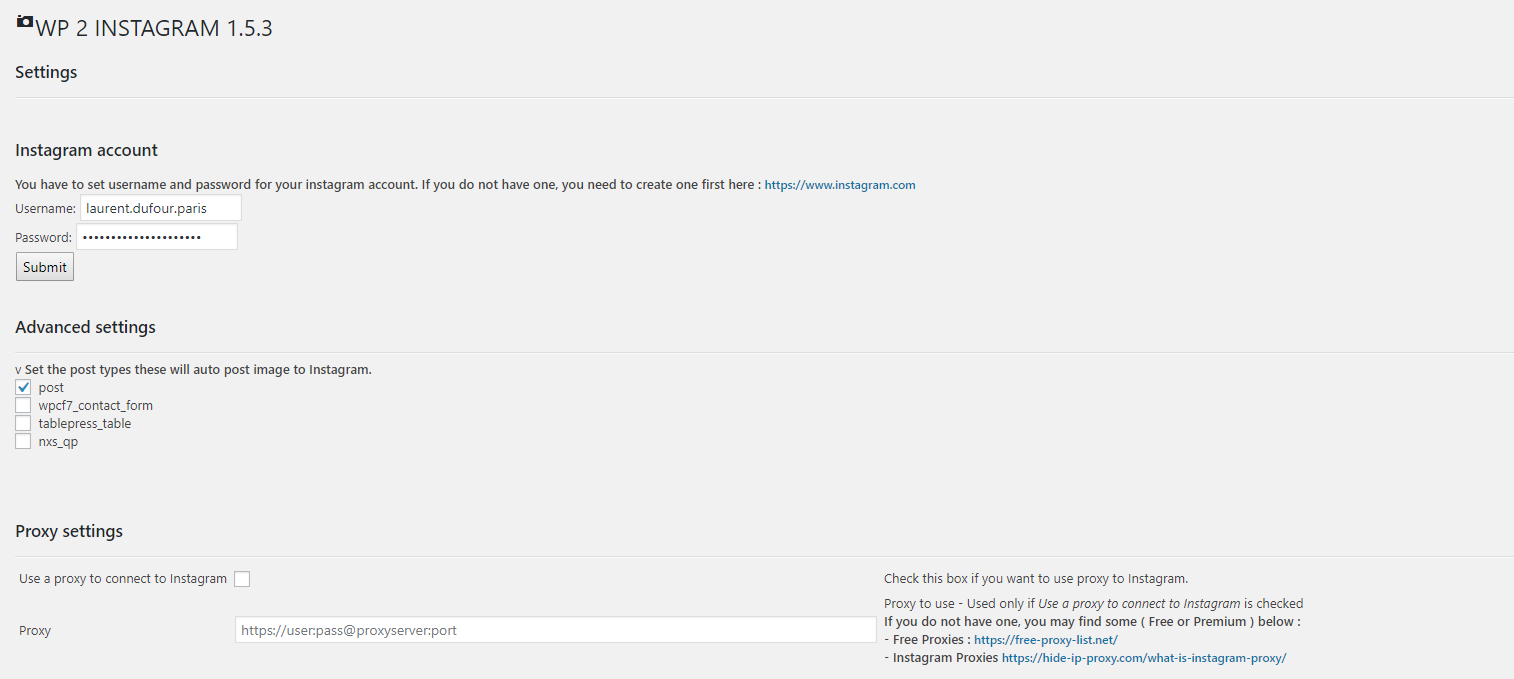 WP 2 INSTAGRAM 1.5.3
Settings
Instagram account
You have to set username and password for your instagram account. If you do not have one, you need to create one first here : https://www.instagram.com
Username: laurent.dufour.paris
Password: •••••••••••••••••••••
Submit
Advanced settings
v Set the post types these will auto post image to Instagram.
post
wpcf7_contact_form
tablepress_table
nxs_qp
Proxy settings
Use a proxy to connect to Instagram
Check this box if you want to use proxy to Instagram.
Proxy
https://user:pass@proxyserver:port
Proxy to use - Used only if Use a proxy to connect to Instagram is checked
If you do not have one, you may find some ( Free or Premium ) below :
- Free Proxies : https://free-proxy-list.net/
- Instagram Proxies https://hide-ip-proxy.com/what-is-instagram-proxy/